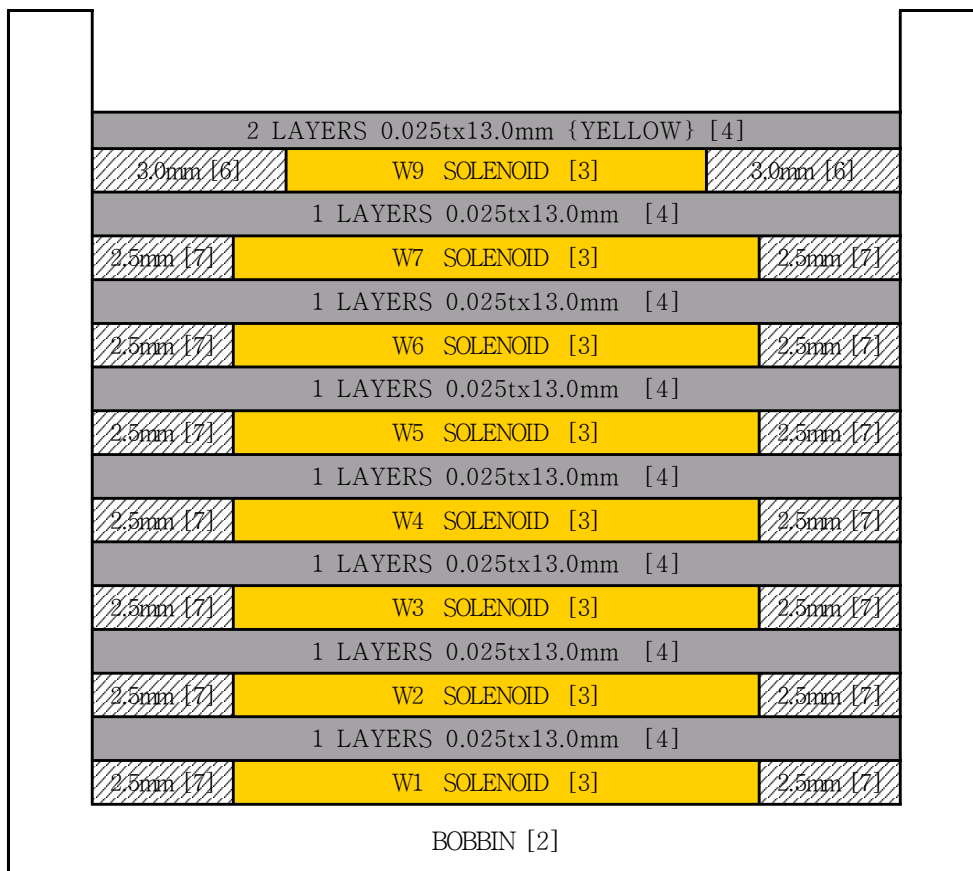 2 LAYERS 0.025tx13.0mm {YELLOW} [4]
3.0mm [6] W9 SOLENOID [3] 3.0mm [6]
1 LAYERS 0.025tx13.0mm [4]
2.5mm [7] W7 SOLENOID [3] 2.5mm [7]
1 LAYERS 0.025tx13.0mm [4]
2.5mm [7] W6 SOLENOID [3] 2.5mm [7]
1 LAYERS 0.025tx13.0mm [4]
2.5mm [7] W5 SOLENOID [3] 2.5mm [7]
1 LAYERS 0.025tx13.0mm [4]
2.5mm [7] W4 SOLENOID [3] 2.5mm [7]
1 LAYERS 0.025tx13.0mm [4]
2.5mm [7] W3 SOLENOID [3] 2.5mm [7]
1 LAYERS 0.025tx13.0mm [4]
2.5mm [7] W2 SOLENOID [3] 2.5mm [7]
1 LAYERS 0.025tx13.0mm [4]
2.5mm [7] W1 SOLENOID [3] 2.5mm [7]
BOBBIN [2]